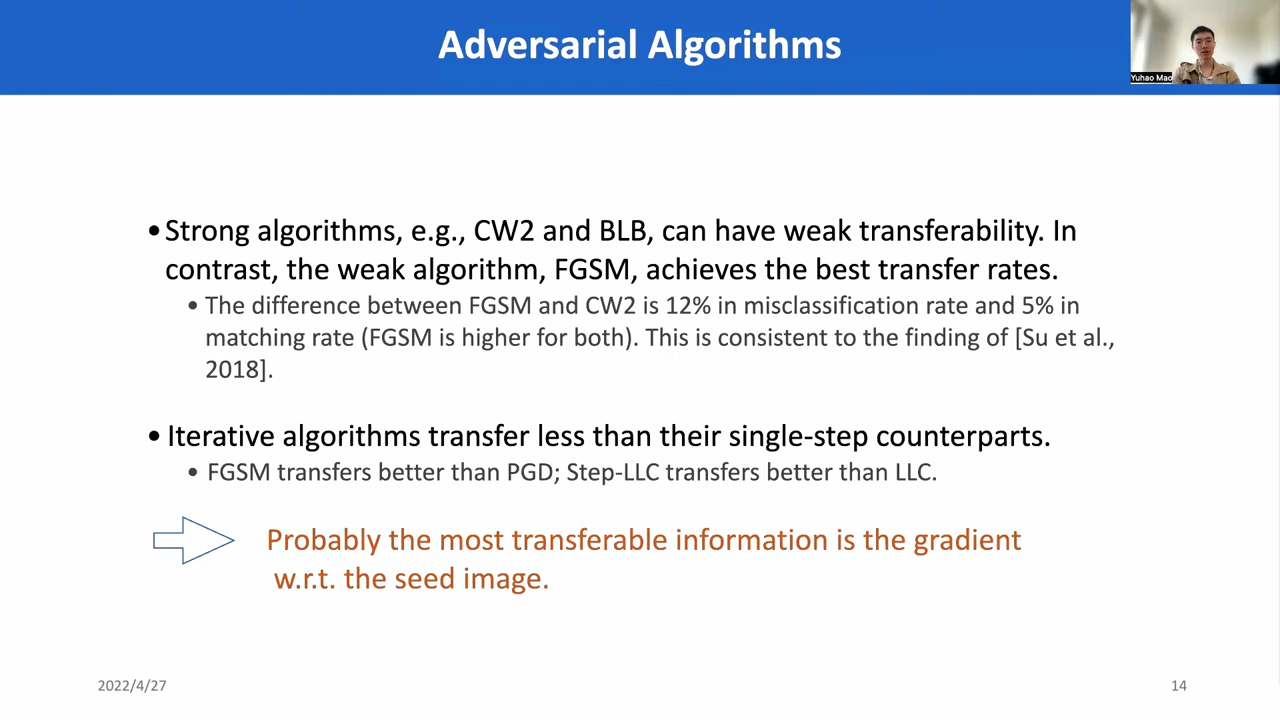 Adversarial Algorithms
Yuhao Mao
•Strong algorithms, e.g., CW2 and BLB, can have weak transferability. In
contrast, the weak algorithm, FGSM, achieves the best transfer rates.
• The difference between FGSM and CW2 is 12% in misclassification rate and 5% in
matching rate (FGSM is higher for both). This is consistent to the finding of [Su et al.,
2018].
• Iterative algorithms transfer less than their single-step counterparts.
• FGSM transfers better than PGD; Step-LLC transfers better than LLC.
Probably the most transferable information is the gradient
w.r.t. the seed image.
2022/4/27
14